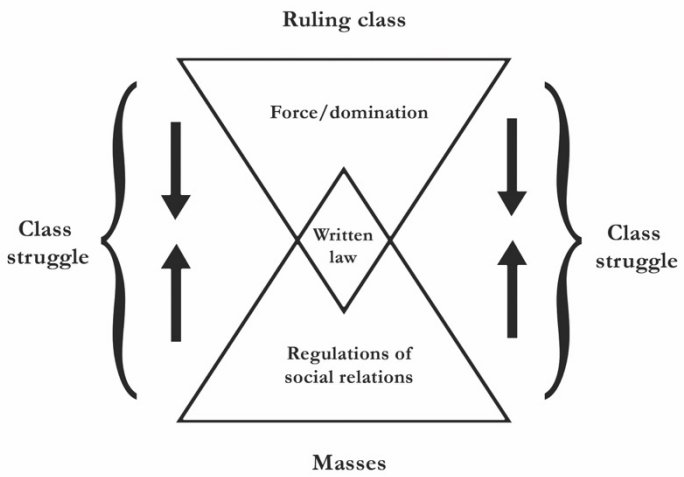 Ruling class
Force/domination
Class
struggle
Written
law
Class
struggle
Regulations of
social relations
Masses